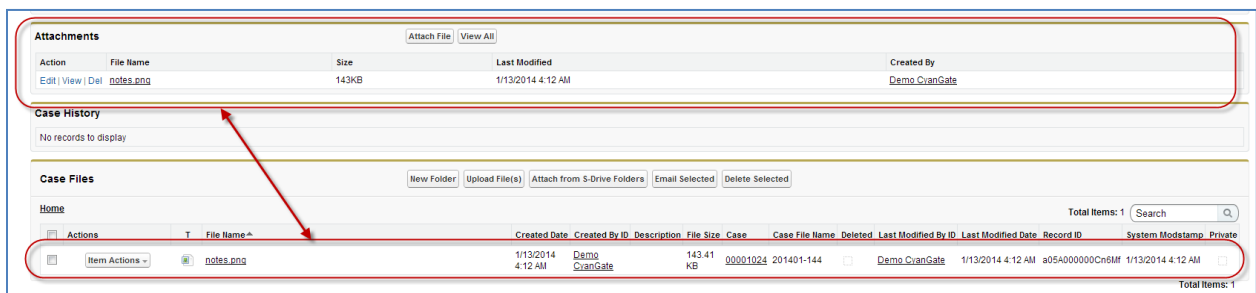 Attachments Attach File View All
Action File Name Size Last Modified Created By
Edit | View | Del notes.png 143KB 1/13/2014 4:12 AM Demo CyanGate
Case History
No records to display
Case Files New Folder Upload File(s) Attach from S-Drive Folders Email Selected Delete Selected
Home Total Items: 1 Search
Actions T File Name Created Date Created By ID Description File Size Case Case File Name Deleted Last Modified By ID Last Modified Date Record ID System Modstamp Private
Item Actions notes.png 1/13/2014 4:12 AM Demo CyanGate 143.41 KB 00001024 201401-144 Demo CyanGate 1/13/2014 4:12 AM a05A000000Cn6Mf 1/13/2014 4:12 AM
Total Items: 1